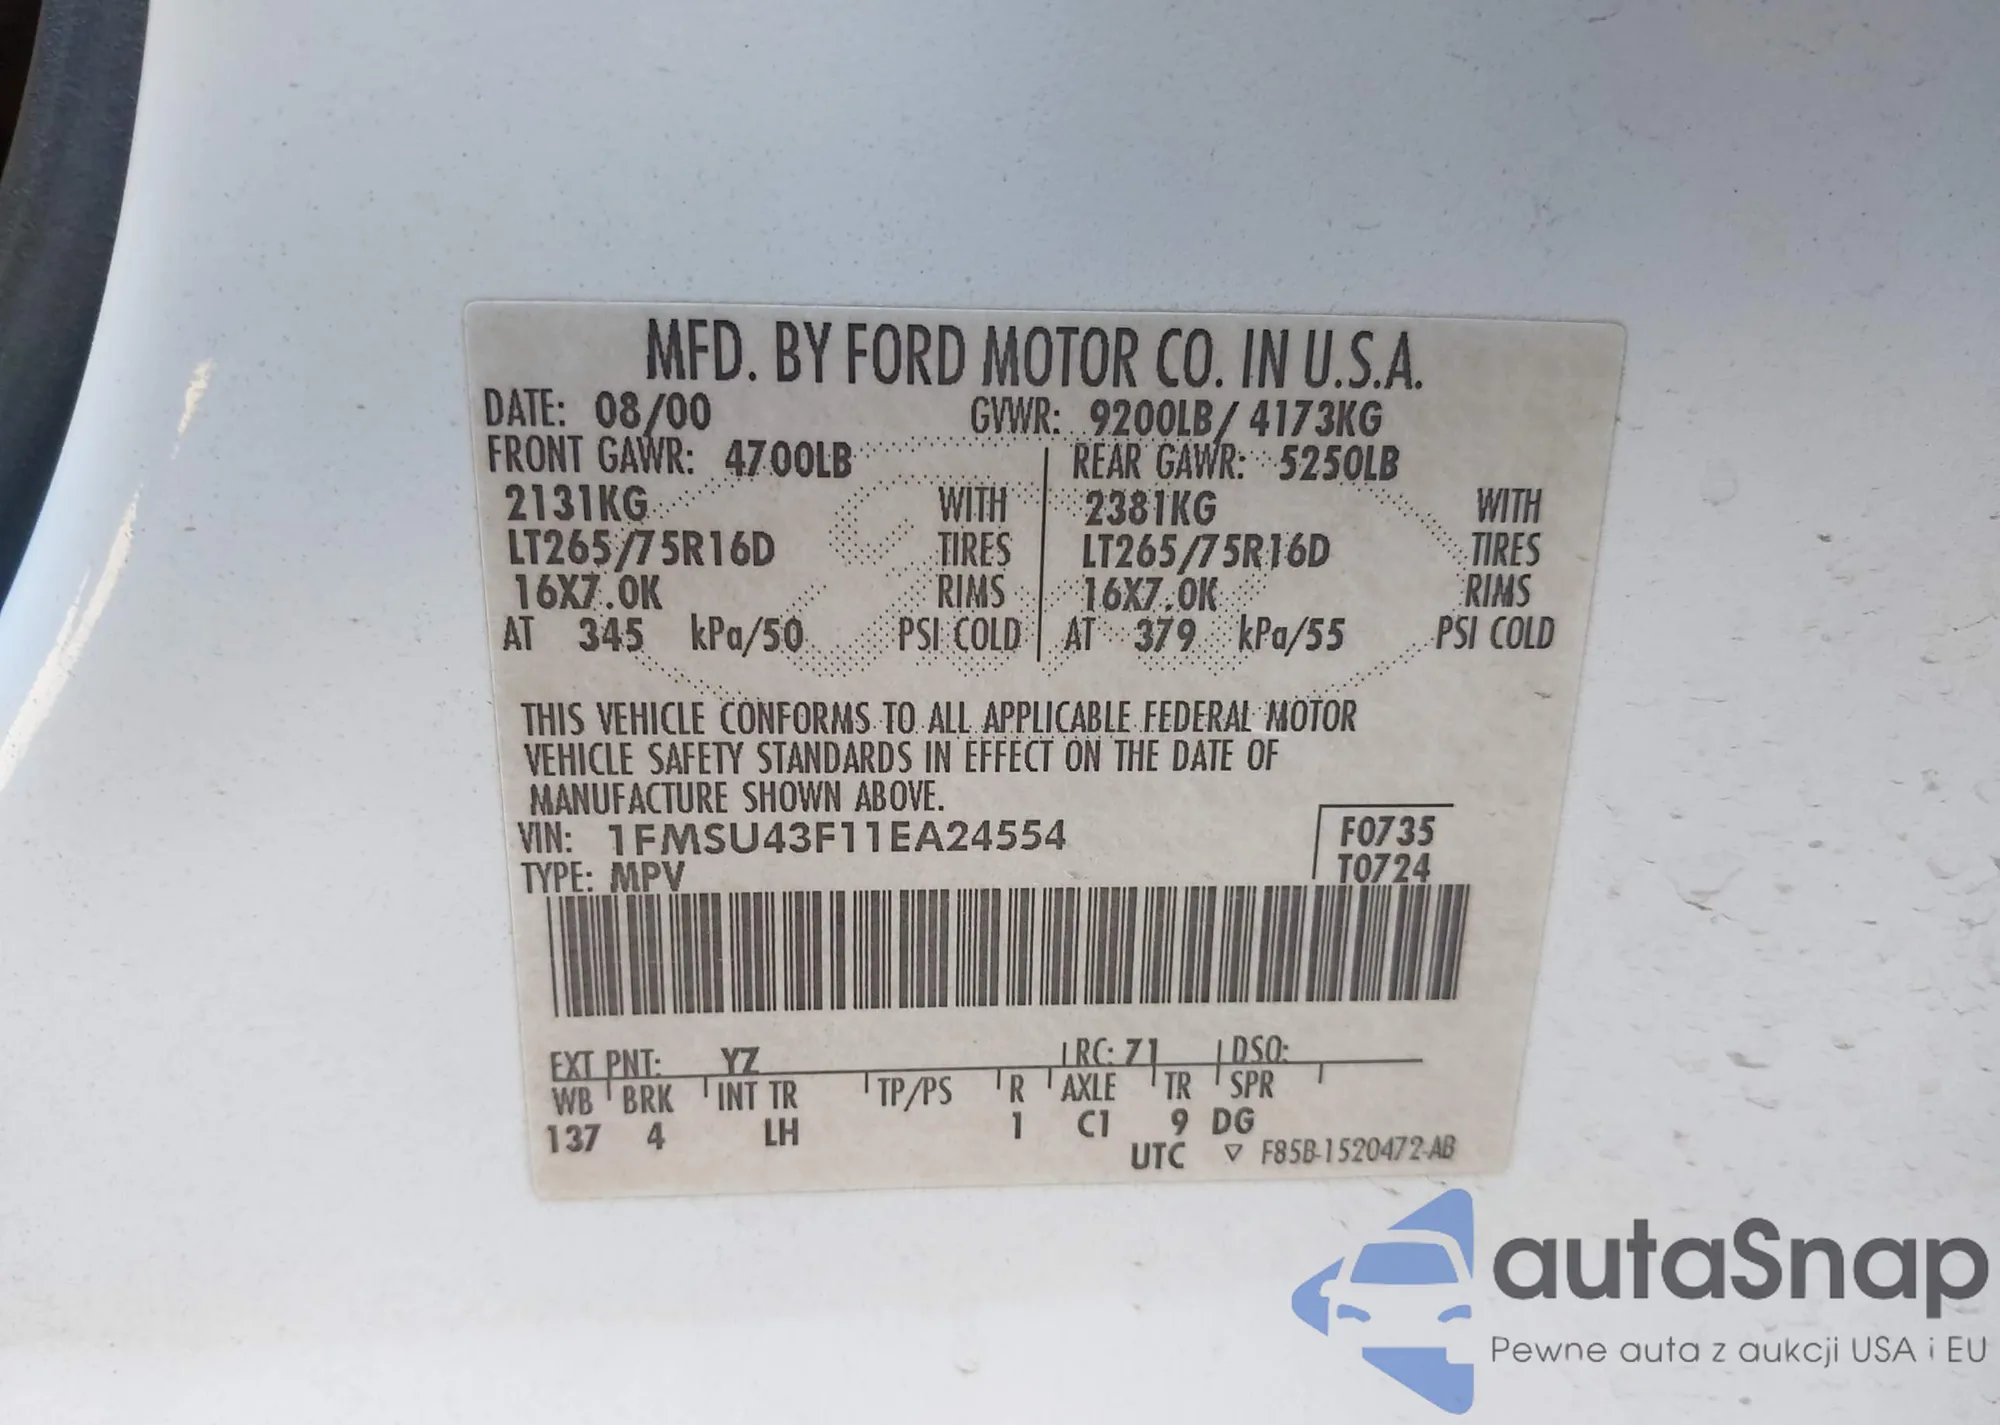 MFD. BY FORD MOTOR CO. IN U.S.A.
DATE: 08/00 GVWR: 9200LB/ 4173KG
FRONT GAWR: 4700LB REAR GAWR: 5250LB
2131KG WITH 2381KG WITH
LT265/75R16D TIRES LT265/75R16D TIRES
16X7.0K RIMS 16X7.0K RIMS
AT 345 kPa/50 PSI COLD AT 379 kPa/55 PSI COLD
THIS VEHICLE CONFORMS TO ALL APPLICABLE FEDERAL MOTOR
VEHICLE SAFETY STANDARDS IN EFFECT ON THE DATE OF
MANUFACTURE SHOWN ABOVE.
VIN: 1FMSU43F11EA24554 F0735
TYPE: MPV T0724
EXT PNT: YZ RC: 71 DSO:
WB BRK INT TR TP/PS R AXLE TR SPR
137 4 LH 1 C1 9 DG
UTC ▽ F85B-1520472-AB
autaSnap
Pewne auta z aukcji USA i EU